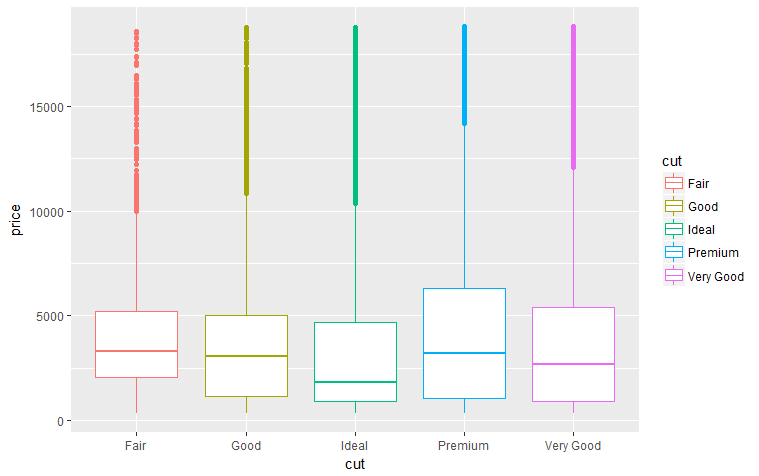 price
15000
10000
5000
0
Fair Good Ideal Premium Very Good
cut
cut
Fair
Good
Ideal
Premium
Very Good